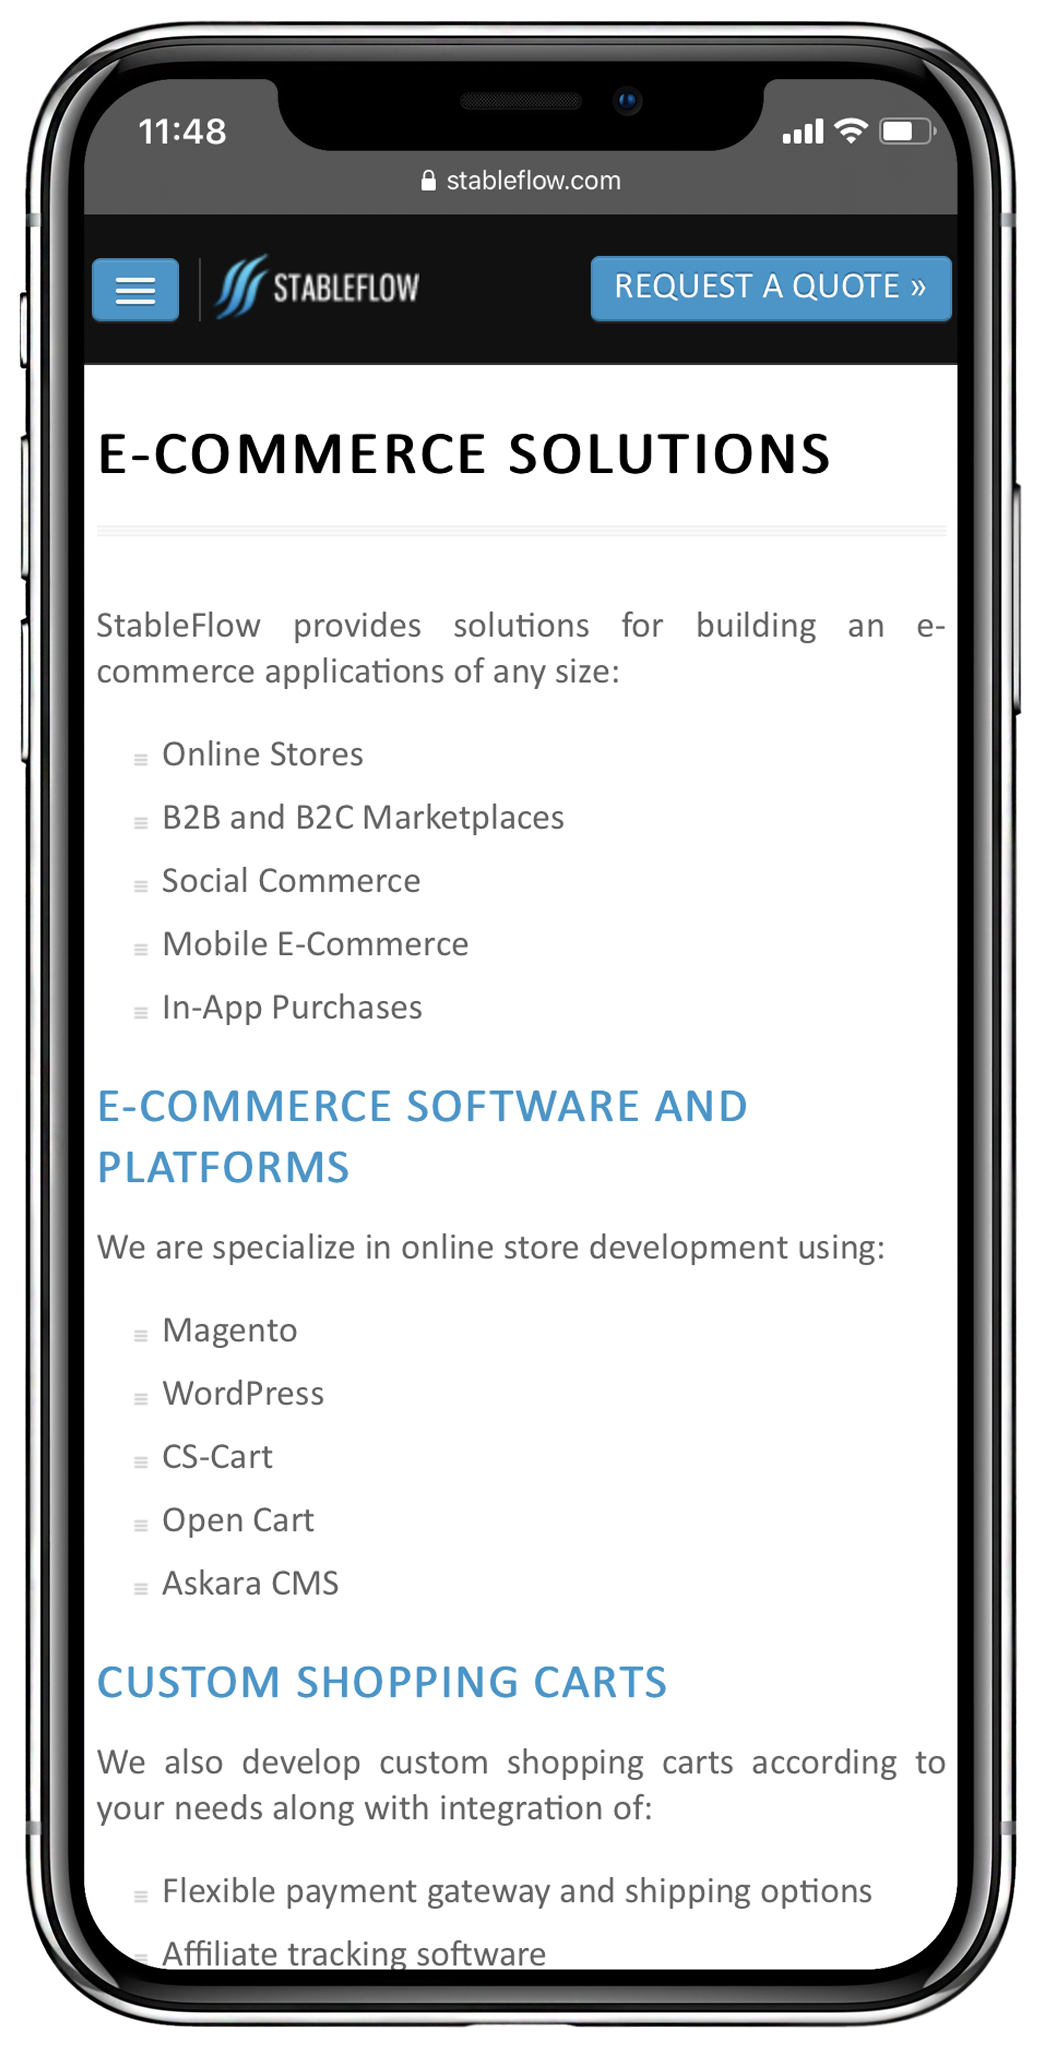 11:48
stableflow.com
STABLEFLOW
REQUEST A QUOTE »
E-COMMERCE SOLUTIONS
StableFlow provides solutions for building an e-
commerce applications of any size:
Online Stores
B2B and B2C Marketplaces
Social Commerce
Mobile E-Commerce
In-App Purchases
E-COMMERCE SOFTWARE AND
PLATFORMS
We are specialize in online store development using:
Magento
WordPress
CS-Cart
Open Cart
Askara CMS
CUSTOM SHOPPING CARTS
We also develop custom shopping carts according to
your needs along with integration of:
Flexible payment gateway and shipping options
Affiliate tracking software